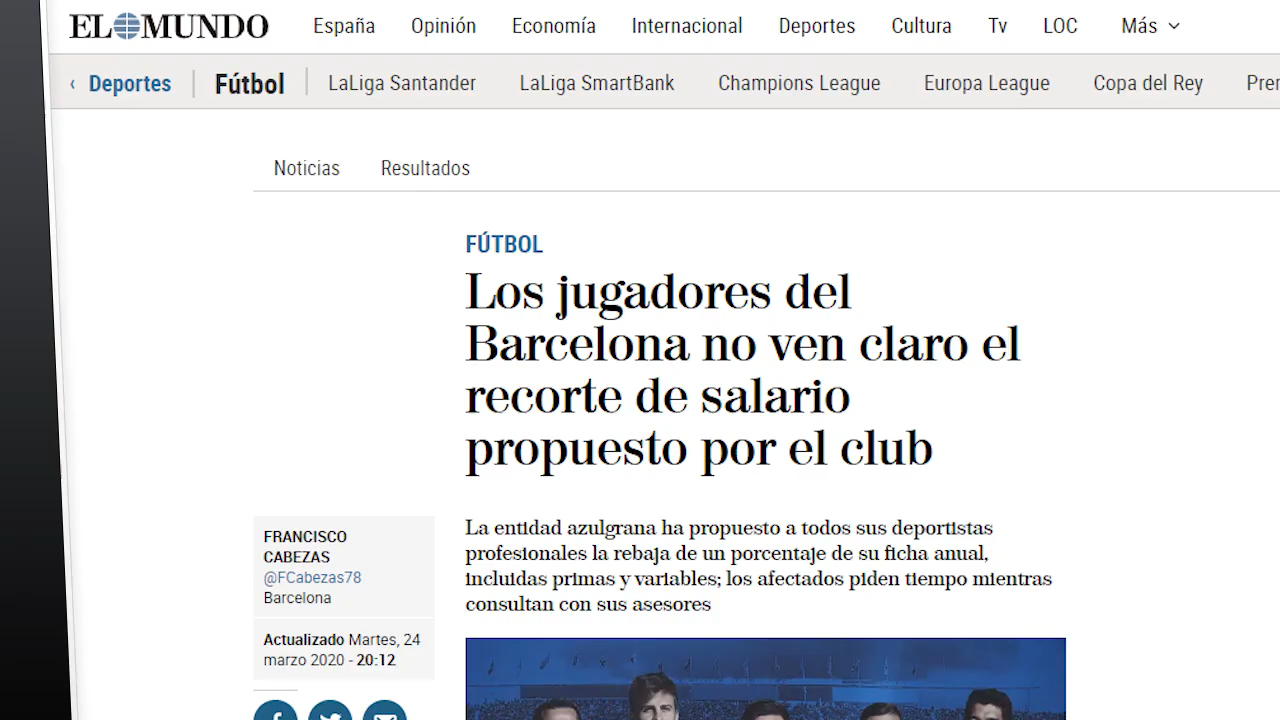 EL MUNDO España Opinión Economía Internacional Deportes Cultura Tv LOC Más
‹ Deportes Fútbol LaLiga Santander LaLiga SmartBank Champions League Europa League Copa del Rey
Noticias Resultados
FÚTBOL
Los jugadores del
Barcelona no ven claro el
recorte de salario
propuesto por el club
FRANCISCO
CABEZAS
@FCabezas78
Barcelona
Actualizado Martes, 24
marzo 2020 - 20:12
La entidad azulgrana ha propuesto a todos sus deportistas
profesionales la rebaja de un porcentaje de su ficha anual,
incluidas primas y variables; los afectados piden tiempo mientras
consultan con sus asesores